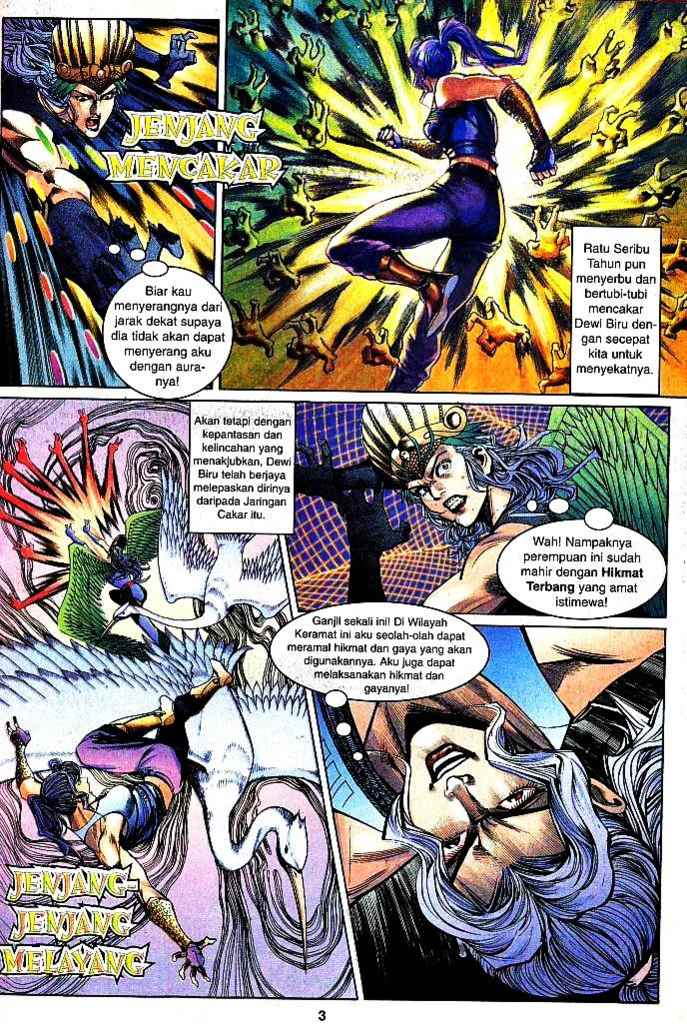 JENJANG
MENCAKAR
Biar kau
menyerangnya dari
jarak dekat supaya
dia tidak akan dapat
menyerang aku
dengan aura-
nya!
Ratu Seribu
Tahun pun
menyerbu dan
bertubi-tubi
mencakar
Dewi Biru den-
gan secepat
kita untuk
menyekatnya.
Akan tetapi dengan
kepantasan dan
kelincahan yang
menakjubkan, Dewi
Biru telah berjaya
melepaskan dirinya
daripada Jaringan
Cakar itu.
Wah! Nampaknya
perempuan ini sudah
mahir dengan Hikmat
Terbang yang amat
istimewa!
Ganjil sekali ini! Di Wilayah
Keramat ini aku seolah-olah dapat
meramal hikmat dan gaya yang akan
digunakannya. Aku juga dapat
melaksanakan hikmat dan
gayanya!
JENJANG-
JENJANG
MELAYANG
3